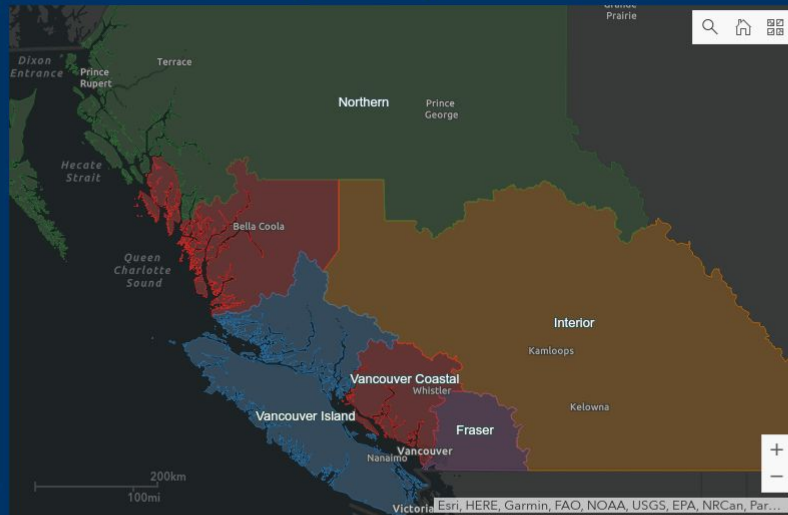 Grande
Prairie
Dixon
Entrance
Terrace
Prince
Rupert
Northern
Prince
George
Hecate
Strait
Bella Coola
Queen
Charlotte
Sound
Interior
Kamloops
Vancouver Coastal
Whistler
Kelowna
Vancouver Island
Fraser
Vancouver
Nanaimo
200km
100mi
Victoria
Esri, HERE, Garmin, FAO, NOAA, USGS, EPA, NRCan, Par...